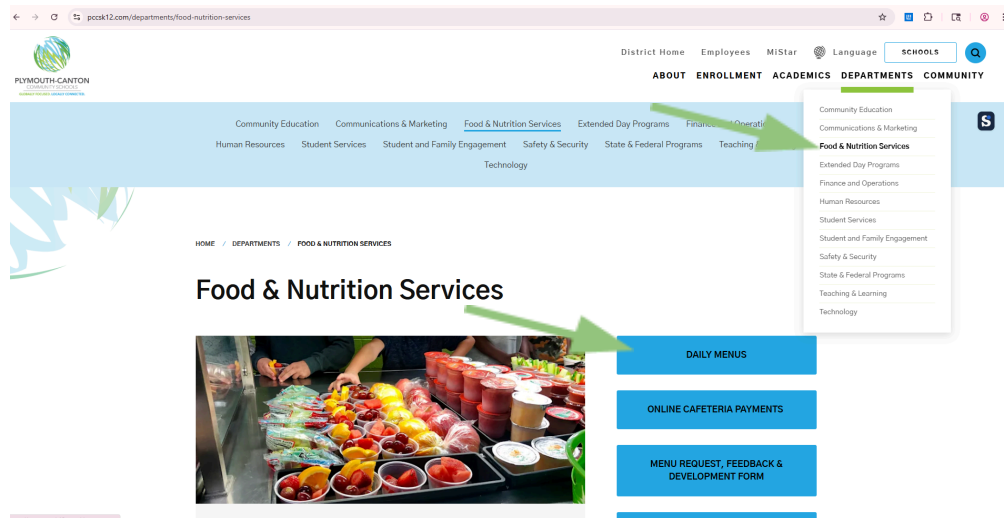 pccsk12.com/departments/food-nutrition-services
PLYMOUTH-CANTON
COMMUNITY SCHOOLS
District Home Employees MiStar Language SCHOOLS
ABOUT ENROLLMENT ACADEMICS DEPARTMENTS COMMUNITY
Community Education Communications & Marketing Food & Nutrition Services Extended Day Programs
Human Resources Student Services Student and Family Engagement Safety & Security State & Federal Programs Teaching
Technology
Community Education
Communications & Marketing
Food & Nutrition Services
Extended Day Programs
Finance and Operations
Human Resources
Student Services
Student and Family Engagement
Safety & Security
State & Federal Programs
Teaching & Learning
Technology
S
HOME / DEPARTMENTS / FOOD & NUTRITION SERVICES
Food & Nutrition Services
DAILY MENUS
ONLINE CAFETERIA PAYMENTS
MENU REQUEST, FEEDBACK &
DEVELOPMENT FORM